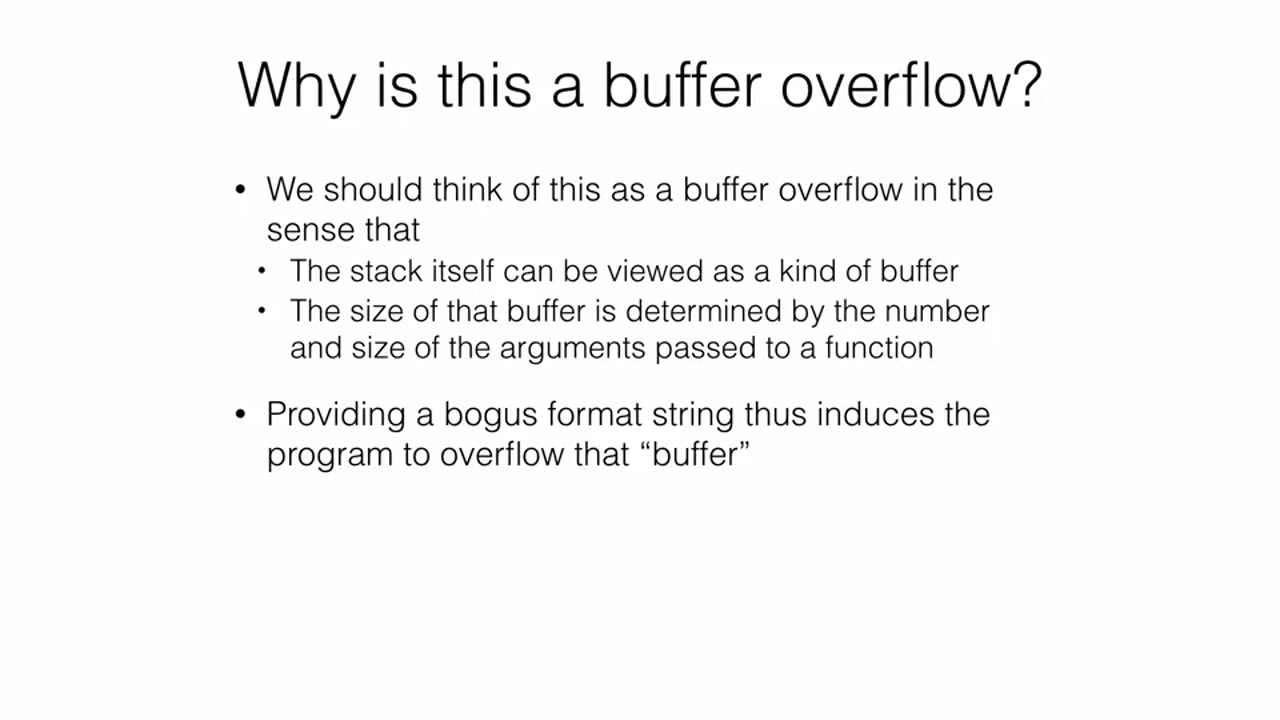 Why is this a buffer overflow?
• We should think of this as a buffer overflow in the
sense that
• The stack itself can be viewed as a kind of buffer
• The size of that buffer is determined by the number
and size of the arguments passed to a function
• Providing a bogus format string thus induces the
program to overflow that “buffer”